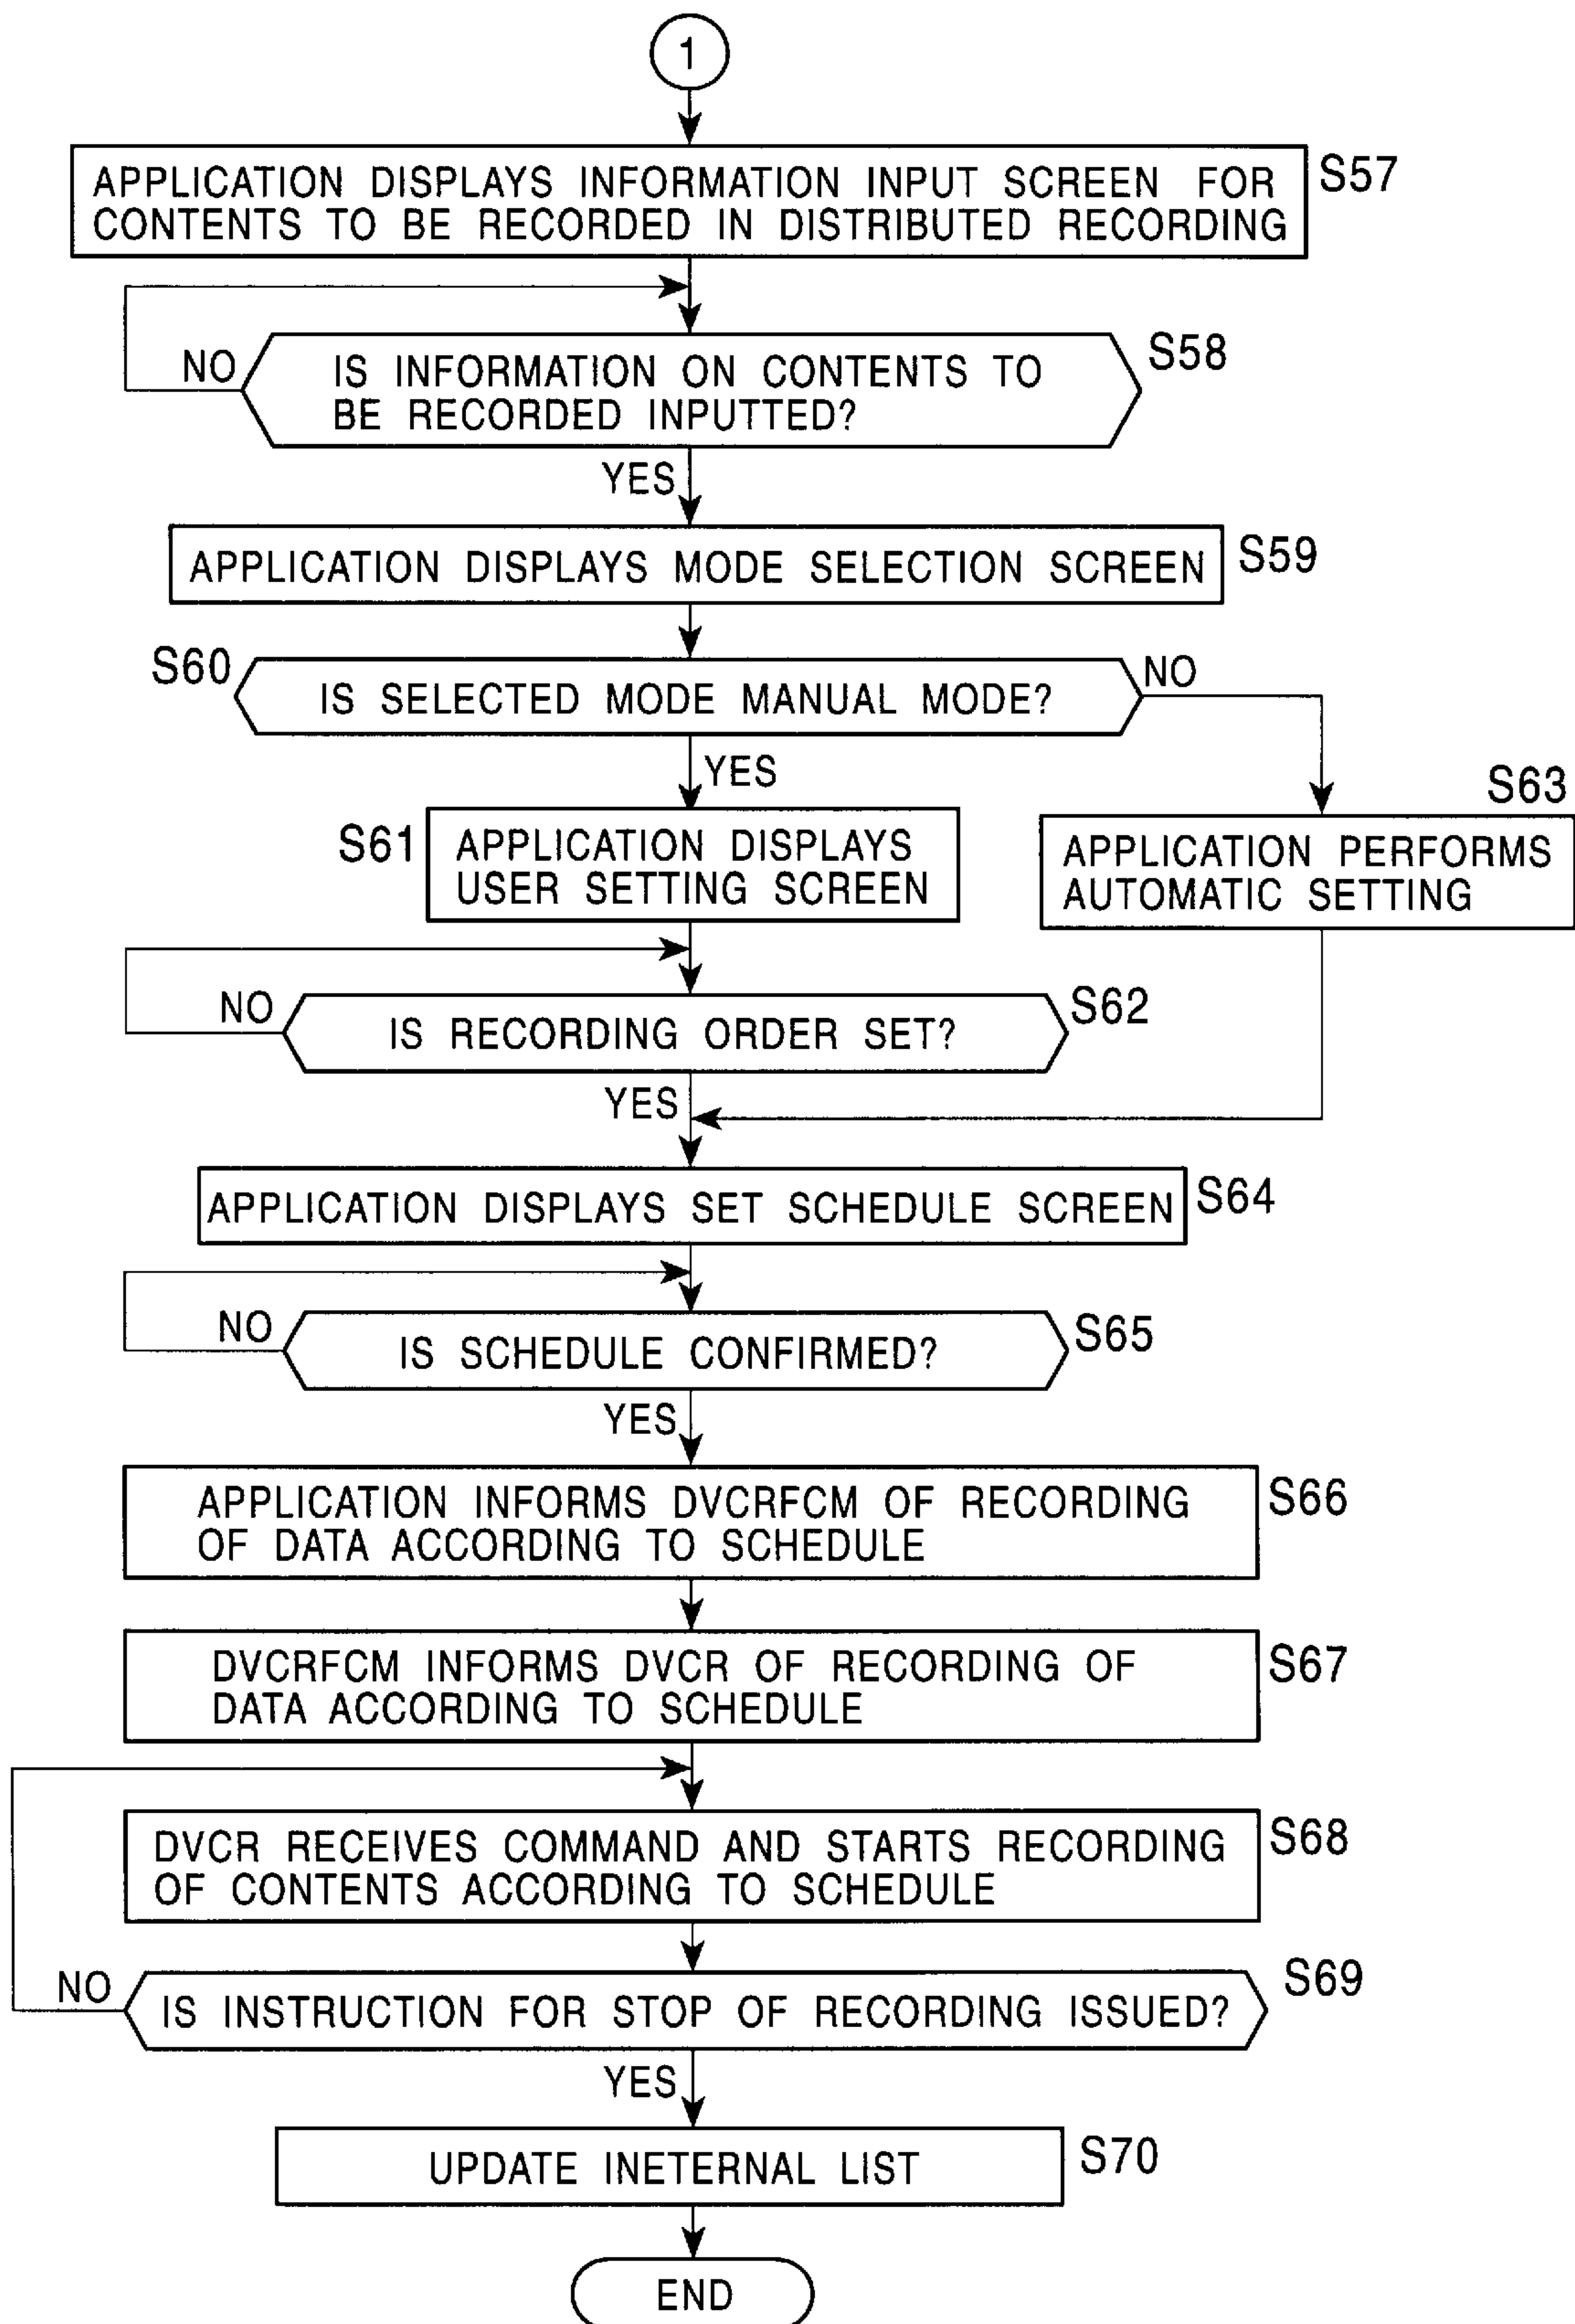 1
APPLICATION DISPLAYS INFORMATION INPUT SCREEN FOR
CONTENTS TO BE RECORDED IN DISTRIBUTED RECORDING
S57
NO
IS INFORMATION ON CONTENTS TO
BE RECORDED INPUTTED?
S58
YES
APPLICATION DISPLAYS MODE SELECTION SCREEN
S59
S60
IS SELECTED MODE MANUAL MODE?
NO
YES
S61
APPLICATION DISPLAYS
USER SETTING SCREEN
S63
APPLICATION PERFORMS
AUTOMATIC SETTING
NO
IS RECORDING ORDER SET?
S62
YES
APPLICATION DISPLAYS SET SCHEDULE SCREEN
S64
NO
IS SCHEDULE CONFIRMED?
S65
YES
APPLICATION INFORMS DVCRFCM OF RECORDING
OF DATA ACCORDING TO SCHEDULE
S66
DVCRFCM INFORMS DVCR OF RECORDING OF
DATA ACCORDING TO SCHEDULE
S67
DVCR RECEIVES COMMAND AND STARTS RECORDING
OF CONTENTS ACCORDING TO SCHEDULE
S68
NO
IS INSTRUCTION FOR STOP OF RECORDING ISSUED?
S69
YES
UPDATE INETERNAL LIST
S70
END